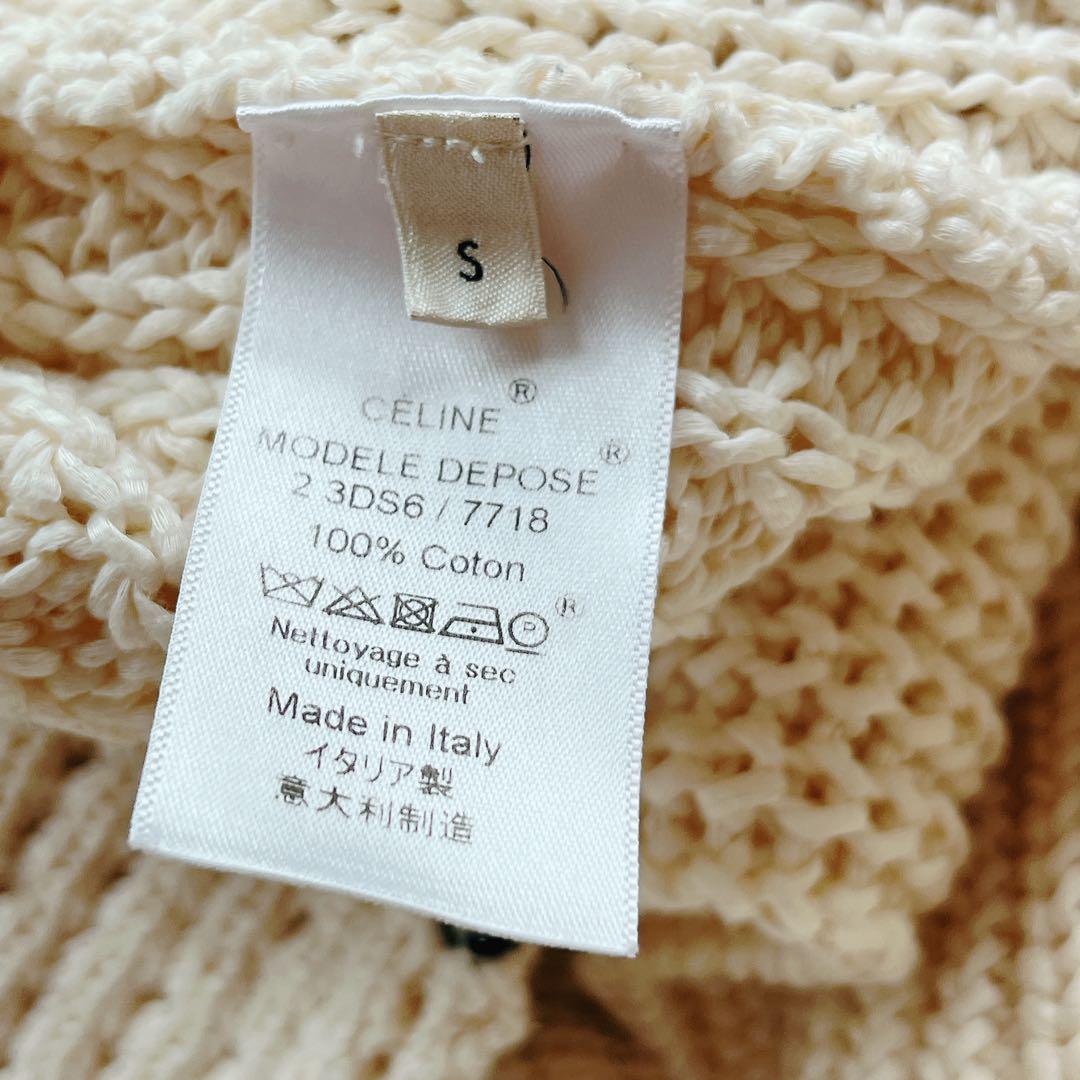 S
CÉLINE®
MODELE DEPOSE®
2 3DS6 / 7718
100% Coton
P ®
Nettoyage à sec
uniquement
Made in Italy
イタリア製
意大利制造